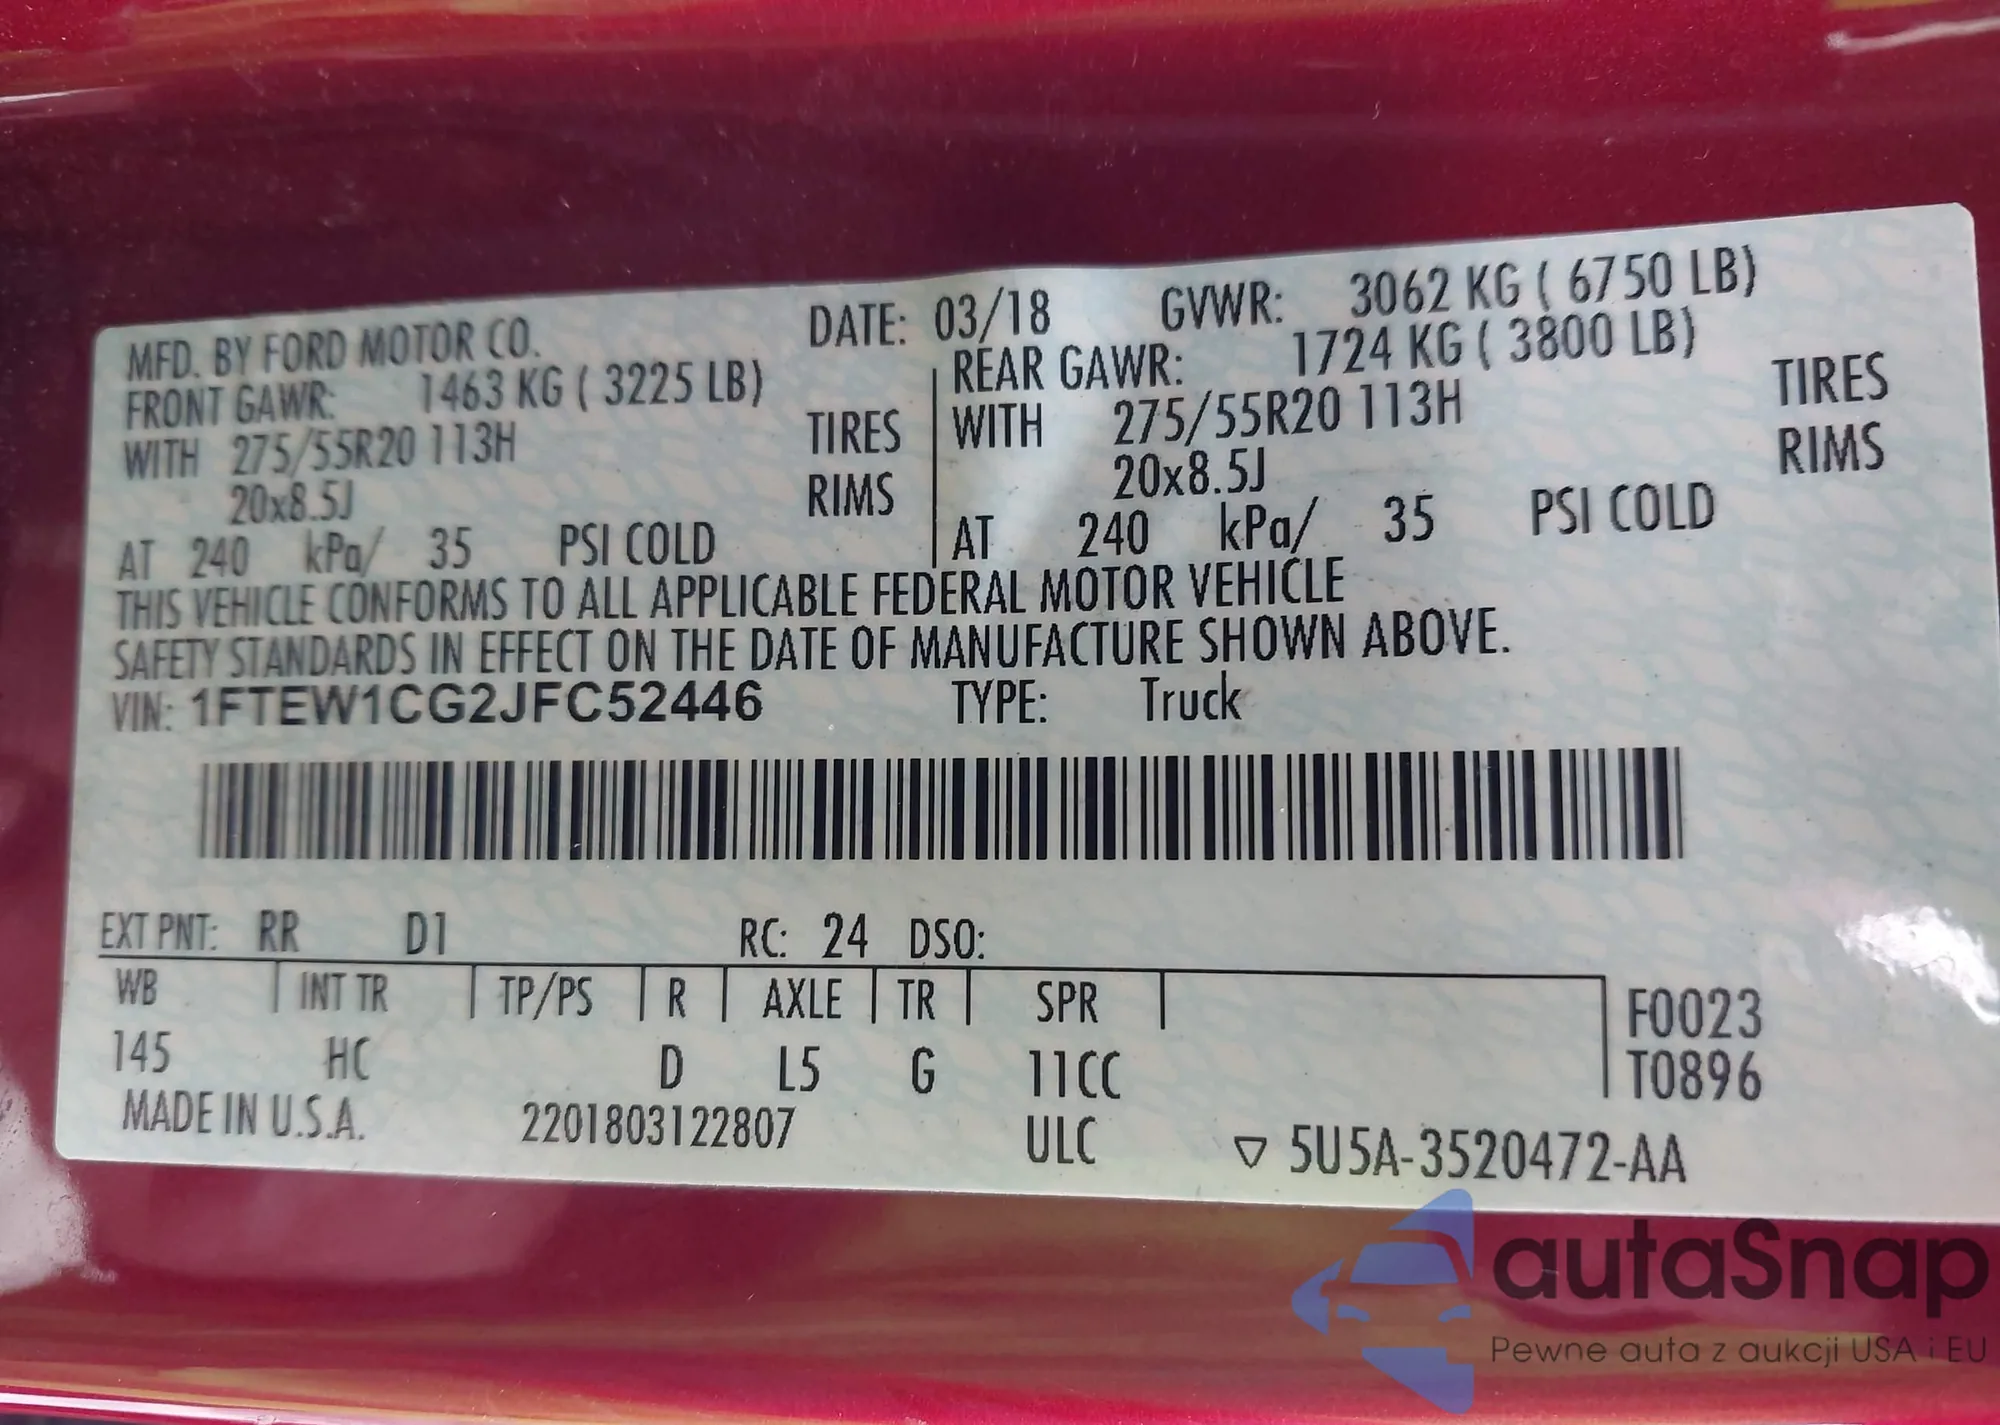 MFD. BY FORD MOTOR CO. DATE: 03/18 GVWR: 3062 KG ( 6750 LB)
FRONT GAWR: 1463 KG ( 3225 LB) REAR GAWR: 1724 KG ( 3800 LB)
WITH 275/55R20 113H TIRES WITH 275/55R20 113H TIRES
20x8.5J RIMS 20x8.5J RIMS
AT 240 kPa/ 35 PSI COLD AT 240 kPa/ 35 PSI COLD
THIS VEHICLE CONFORMS TO ALL APPLICABLE FEDERAL MOTOR VEHICLE
SAFETY STANDARDS IN EFFECT ON THE DATE OF MANUFACTURE SHOWN ABOVE.
VIN: 1FTEW1CG2JFC52446 TYPE: Truck
EXT PNT: RR D1 RC: 24 DSO:
WB INT TR TP/PS R AXLE TR SPR F0023
145 HC D L5 G 11CC T0896
MADE IN U.S.A. 2201803122807 ULC ▽ 5U5A-3520472-AA
autaSnap
Pewne auta z aukcji USA i EU